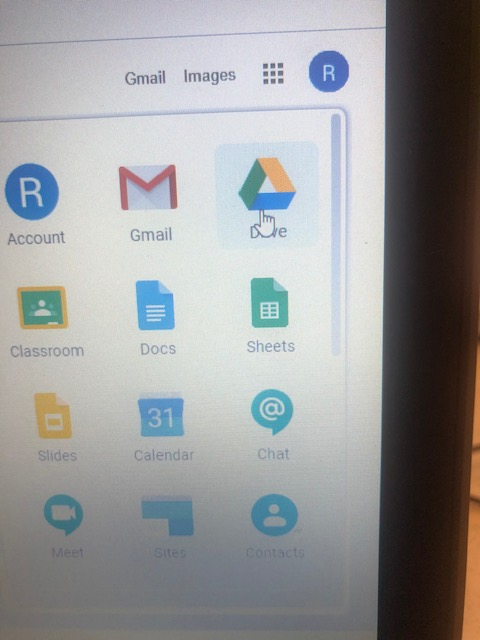 Gmail Images R
R
Account Gmail
Classroom Docs Sheets
31 @
Slides Calendar Chat
Meet Sites Contacts